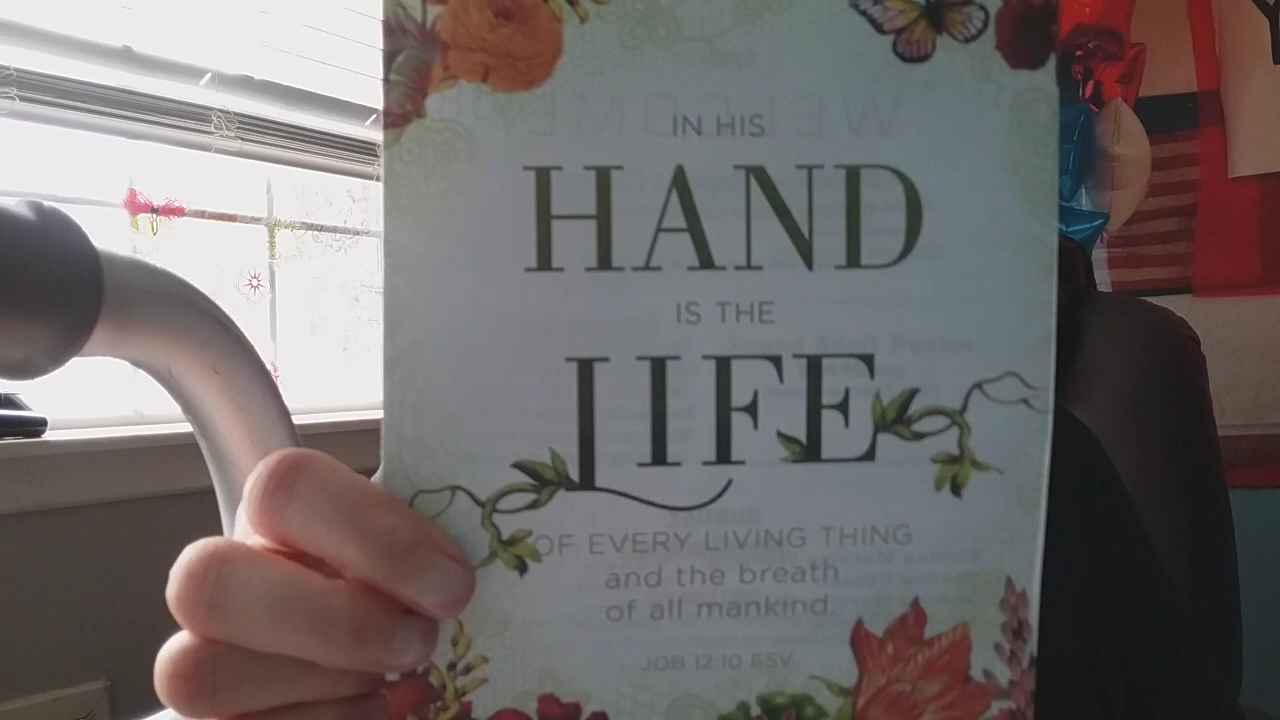 IN HIS
HAND
IS THE
LIFE
OF EVERY LIVING THING
and the breath
of all mankind.
JOB 12:10 ESV